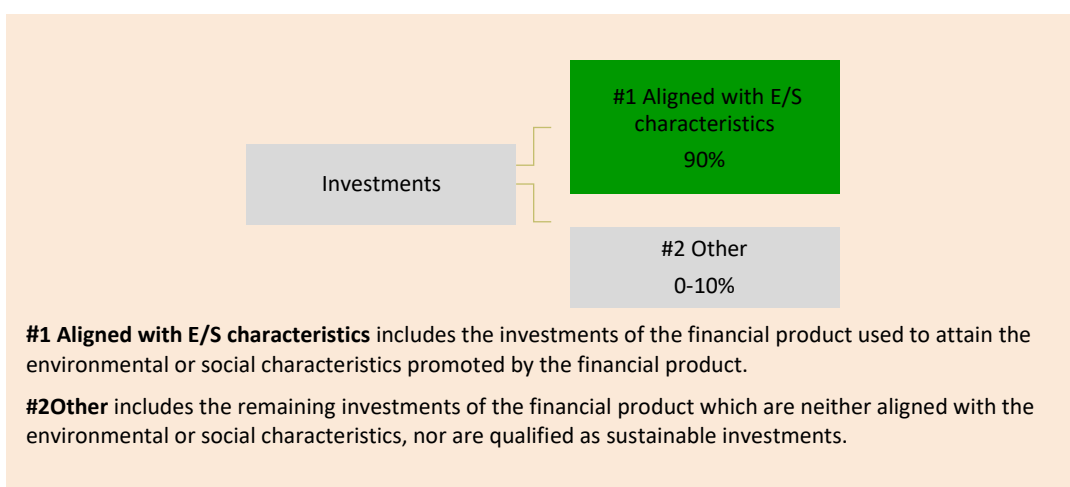 #1 Aligned with E/S
characteristics
90%
Investments
#2 Other
0-10%
#1 Aligned with E/S characteristics includes the investments of the financial product used to attain the
environmental or social characteristics promoted by the financial product.
#2Other includes the remaining investments of the financial product which are neither aligned with the
environmental or social characteristics, nor are qualified as sustainable investments.